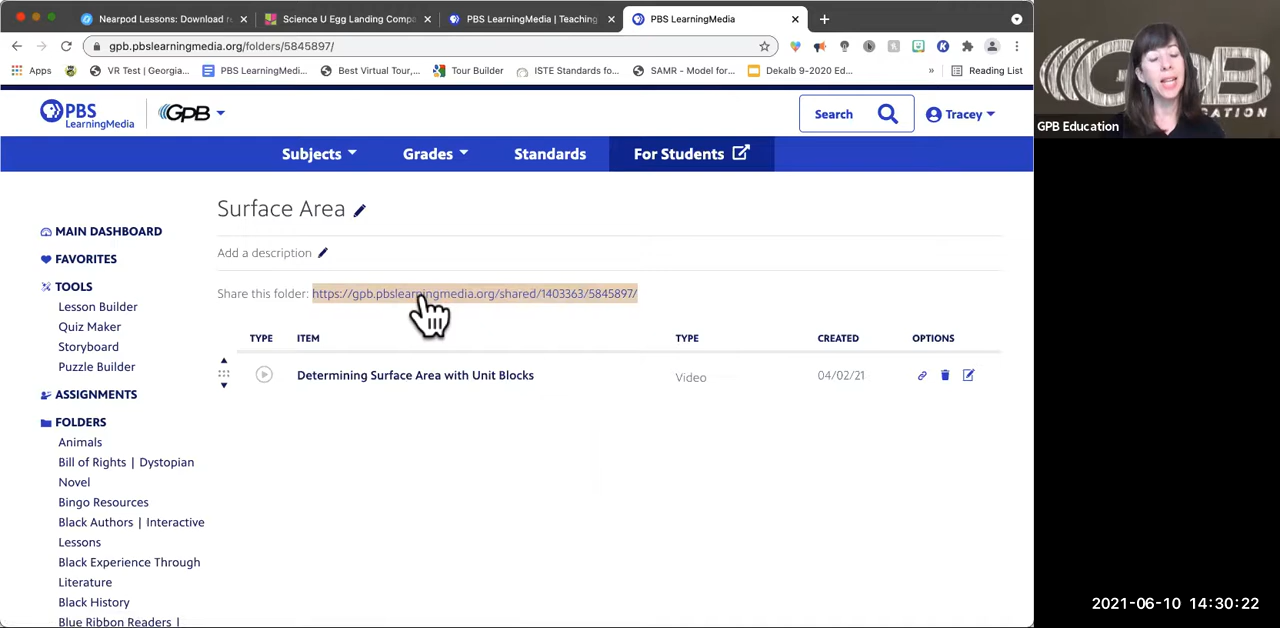 Nearpod Lessons: Download r
Science U Egg Landing Compa
PBS LearningMedia | Teaching
PBS LearningMedia
gpb.pbslearningmedia.org/folders/5845897/
Apps
VR Test | Georgia...
PBS LearningMedi...
Best Virtual Tour,...
Tour Builder
ISTE Standards fo...
SAMR - Model for...
Dekalb 9-2020 Ed...
»
Reading List
PBS LearningMedia
GPB
Search
Tracey
Subjects
Grades
Standards
For Students
Surface Area
Add a description
Share this folder: https://gpb.pbslearningmedia.org/shared/1403363/5845897/
TYPE ITEM TYPE CREATED OPTIONS
Determining Surface Area with Unit Blocks Video 04/02/21
MAIN DASHBOARD
FAVORITES
TOOLS
Lesson Builder
Quiz Maker
Storyboard
Puzzle Builder
ASSIGNMENTS
FOLDERS
Animals
Bill of Rights | Dystopian
Novel
Bingo Resources
Black Authors | Interactive
Lessons
Black Experience Through
Literature
Black History
Blue Ribbon Readers |
GPB
EDUCATION
GPB Education
2021-06-10 14:30:22